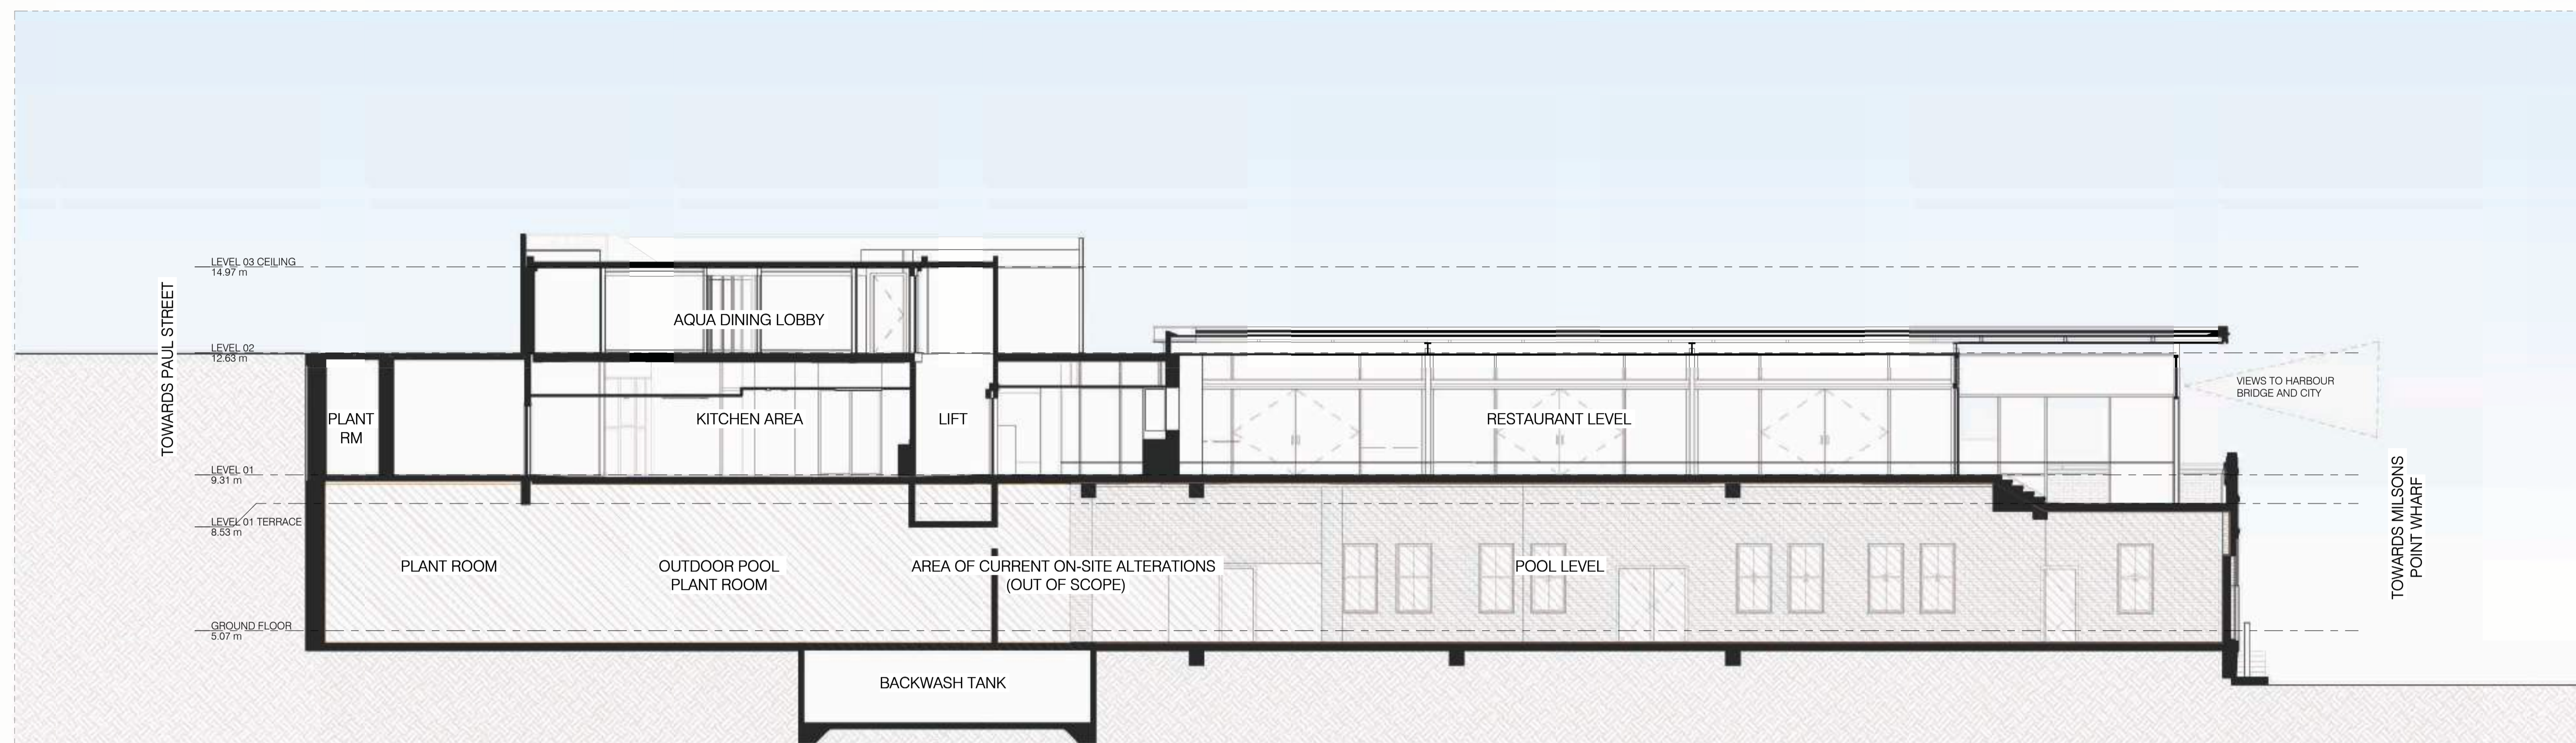 LEVEL 03 CEILING
14.97 m
TOWARDS PAUL STREET
AQUA DINING LOBBY
LEVEL 02
12.63 m
VIEWS TO HARBOUR
BRIDGE AND CITY
PLANT
RM
KITCHEN AREA
LIFT
RESTAURANT LEVEL
LEVEL 01
9.31 m
TOWARDS MILSONS
POINT WHARF
LEVEL 01 TERRACE
8.53 m
PLANT ROOM
OUTDOOR POOL
PLANT ROOM
AREA OF CURRENT ON-SITE ALTERATIONS
(OUT OF SCOPE)
POOL LEVEL
GROUND FLOOR
5.07 m
BACKWASH TANK